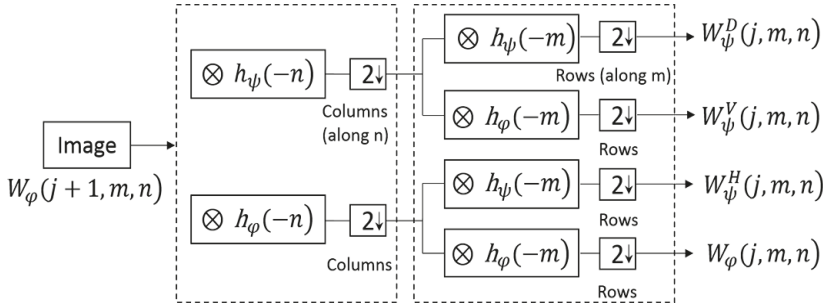 Image
W_φ(j + 1, m, n)
⊗ h_ψ(−n)
2↓
Columns
(along n)
⊗ h_φ(−n)
2↓
Columns
⊗ h_ψ(−m)
2↓
Rows (along m)
W_ψ^D(j, m, n)
⊗ h_φ(−m)
2↓
Rows
W_ψ^V(j, m, n)
⊗ h_ψ(−m)
2↓
Rows
W_ψ^H(j, m, n)
⊗ h_φ(−m)
2↓
Rows
W_φ(j, m, n)